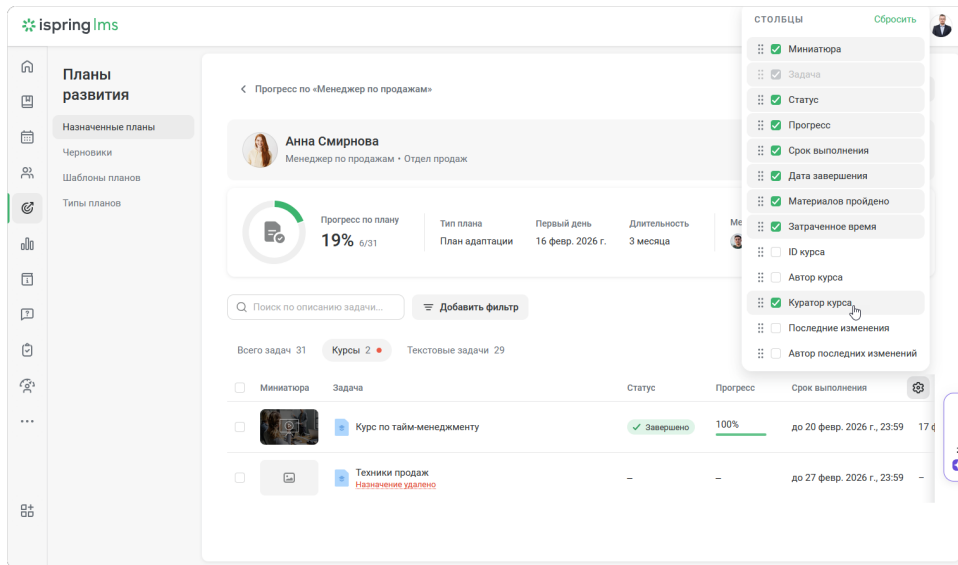 ispring lms
СТОЛБЦЫ Сбросить
Миниатюра
Задача
Статус
Прогресс
Срок выполнения
Дата завершения
Материалов пройдено
Затраченное время
ID курса
Автор курса
Куратор курса
Последние изменения
Автор последних изменений
Планы
развития
Назначенные планы
Черновики
Шаблоны планов
Типы планов
Прогресс по «Менеджер по продажам»
Анна Смирнова
Менеджер по продажам • Отдел продаж
Прогресс по плану
19% 6/31
Тип плана
План адаптации
Первый день
16 февр. 2026 г.
Длительность
3 месяца
Поиск по описанию задачи...
Добавить фильтр
Всего задач 31 Курсы 2 Текстовые задачи 29
Миниатюра Задача Статус Прогресс Срок выполнения
Курс по тайм-менеджменту Завершено 100% до 20 февр. 2026 г., 23:59 17
Техники продаж – – до 27 февр. 2026 г., 23:59 –
Назначение удалено